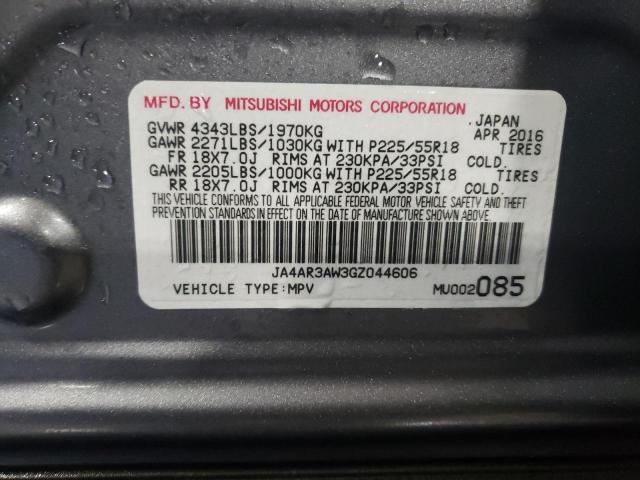 MFD. BY MITSUBISHI MOTORS CORPORATION
JAPAN
GVWR 4343LBS/1970KG APR 2016
GAWR 2271LBS/1030KG WITH P225/55R18 TIRES
FR 18X7.0J RIMS AT 230KPA/33PSI COLD.
GAWR 2205LBS/1000KG WITH P225/55R18 TIRES
RR 18X7.0J RIMS AT 230KPA/33PSI COLD.
THIS VEHICLE CONFORMS TO ALL APPLICABLE FEDERAL MOTOR VEHICLE SAFETY AND THEFT
PREVENTION STANDARDS IN EFFECT ON THE DATE OF MANUFACTURE SHOWN ABOVE.
JA4AR3AW3GZ044606
VEHICLE TYPE:MPV MU002085